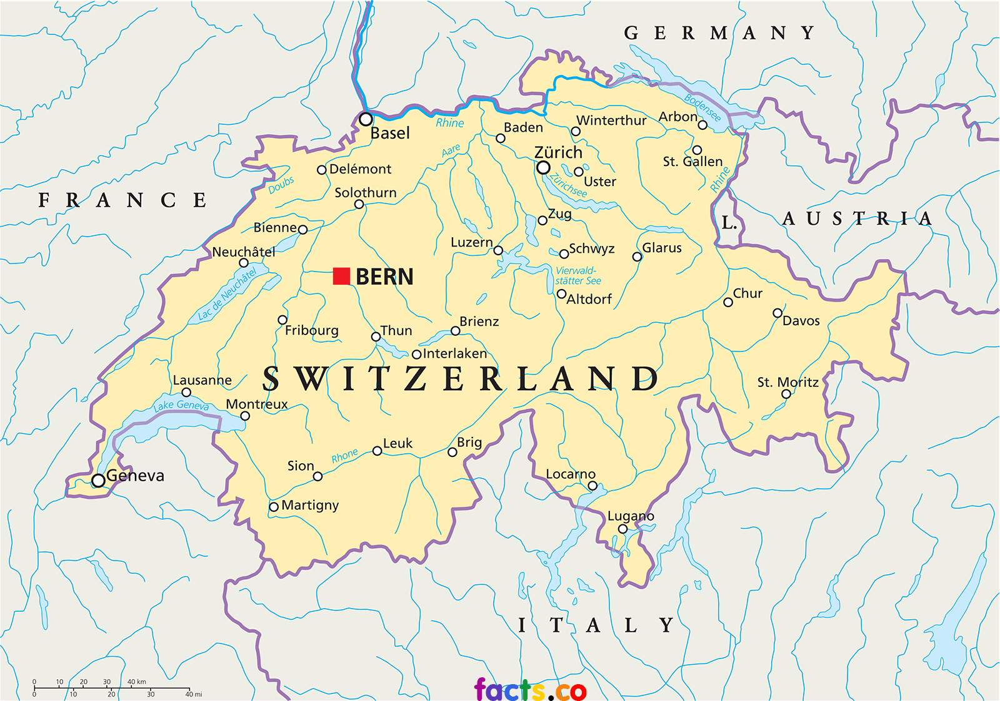 GERMANY
Bodensee
Arbon
Winterthur
Rhine
Baden
Basel
Zürich
Aare
St. Gallen
Delémont
Uster
Rhine
Doubs
Zürichsee
Solothurn
FRANCE
Zug
L.
AUSTRIA
Bienne
Luzern
Schwyz
Glarus
Neuchâtel
BERN
Vierwald-
stätter See
Lac de Neuchâtel
Altdorf
Chur
Davos
Fribourg
Thun
Brienz
Interlaken
SWITZERLAND
Lausanne
St. Moritz
Lake Geneva
Montreux
Leuk
Brig
Rhone
Sion
Geneva
Locarno
Martigny
Lugano
ITALY
0 10 20 30 40 km
0 10 20 30 40 mi
facts.co